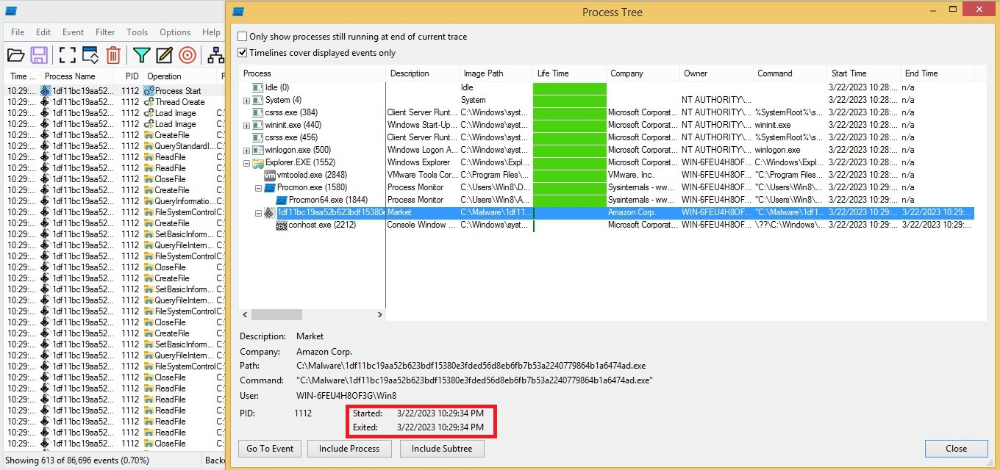 Process Tree
File Edit Event Filter Tools Options Help
Time ... Process Name PID Operation
10:29:... 1df11bc19aa52... 1112 Process Start
10:29:... 1df11bc19aa52... 1112 Thread Create
10:29:... 1df11bc19aa52... 1112 Load Image C:
10:29:... 1df11bc19aa52... 1112 Load Image C:
10:29:... 1df11bc19aa52... 1112 CreateFile C:
10:29:... 1df11bc19aa52... 1112 QueryStandardI... C:
10:29:... 1df11bc19aa52... 1112 ReadFile C:
10:29:... 1df11bc19aa52... 1112 ReadFile C:
10:29:... 1df11bc19aa52... 1112 CloseFile C:
10:29:... 1df11bc19aa52... 1112 CreateFile C:
10:29:... 1df11bc19aa52... 1112 QueryInformatio... C:
10:29:... 1df11bc19aa52... 1112 FileSystemControl C:
10:29:... 1df11bc19aa52... 1112 CreateFile C:
10:29:... 1df11bc19aa52... 1112 SetBasicInform... C:
10:29:... 1df11bc19aa52... 1112 QueryFileIntern... C:
10:29:... 1df11bc19aa52... 1112 FileSystemControl C:
10:29:... 1df11bc19aa52... 1112 CloseFile C:
10:29:... 1df11bc19aa52... 1112 CreateFile C:
10:29:... 1df11bc19aa52... 1112 SetBasicInform... C:
10:29:... 1df11bc19aa52... 1112 QueryFileIntern... C:
10:29:... 1df11bc19aa52... 1112 FileSystemControl C:
10:29:... 1df11bc19aa52... 1112 CloseFile C:
10:29:... 1df11bc19aa52... 1112 CreateFile C:
10:29:... 1df11bc19aa52... 1112 SetBasicInform... C:
10:29:... 1df11bc19aa52... 1112 QueryFileIntern... C:
10:29:... 1df11bc19aa52... 1112 FileSystemControl C:
10:29:... 1df11bc19aa52... 1112 CloseFile C:
10:29:... 1df11bc19aa52... 1112 ReadFile C:
10:29:... 1df11bc19aa52... 1112 ReadFile C:
10:29:... 1df11bc19aa52... 1112 ReadFile C:
10:29:... 1df11bc19aa52... 1112 ReadFile C:
10:29:... 1df11bc19aa52... 1112 ReadFile C:
10:29:... 1df11bc19aa52... 1112 CloseFile C:
Showing 613 of 86,696 events (0.70%) Backe
Only show processes still running at end of current trace
Timelines cover displayed events only
Process Description Image Path Life Time Company Owner Command Start Time End Time
Idle (0) Idle 3/22/2023 10:28:... n/a
System (4) System NT AUTHORITY\... 3/22/2023 10:28:... n/a
csrss.exe (384) Client Server Runt... C:\Windows\syst... Microsoft Corporat... NT AUTHORITY\... %SystemRoot%\s... 3/22/2023 10:28:... n/a
wininit.exe (440) Windows Start-Up... C:\Windows\syst... Microsoft Corporat... NT AUTHORITY\... wininit.exe 3/22/2023 10:28:... n/a
csrss.exe (456) Client Server Runt... C:\Windows\syst... Microsoft Corporat... NT AUTHORITY\... %SystemRoot%\s... 3/22/2023 10:28:... n/a
winlogon.exe (500) Windows Logon A... C:\Windows\syst... Microsoft Corporat... NT AUTHORITY\... winlogon.exe 3/22/2023 10:28:... n/a
Explorer.EXE (1552) Windows Explorer C:\Windows\Expl... Microsoft Corporat... WIN-6FEU4H8OF... C:\Windows\Expl... 3/22/2023 10:28:... n/a
vmtoolsd.exe (2848) VMware Tools Cor... C:\Program Files\... VMware, Inc. WIN-6FEU4H8OF... "C:\Program Files... 3/22/2023 10:28:... n/a
Procmon.exe (1580) Process Monitor C:\Users\Win8\D... Sysinternals - ww... WIN-6FEU4H8OF... "C:\Users\Win8\... 3/22/2023 10:29:... n/a
Procmon64.exe (1844) Process Monitor C:\Users\Win8\A... Sysinternals - ww... WIN-6FEU4H8OF... "C:\Users\Win8\... 3/22/2023 10:29:... n/a
1df11bc19aa52b623bdf15380e Market C:\Malware\1df11... Amazon Corp. WIN-6FEU4H8OF... "C:\Malware\1df1... 3/22/2023 10:29:... 3/22/2023 10:29:...
conhost.exe (2212) Console Window ... C:\Windows\syst... Microsoft Corporat... WIN-6FEU4H8OF... \??\C:\Windows\... 3/22/2023 10:29:... 3/22/2023 10:29:...
Description: Market
Company: Amazon Corp.
Path: C:\Malware\1df11bc19aa52b623bdf15380e3fded56d8eb6fb7b53a2240779864b1a6474ad.exe
Command: "C:\Malware\1df11bc19aa52b623bdf15380e3fded56d8eb6fb7b53a2240779864b1a6474ad.exe"
User: WIN-6FEU4H8OF3G\Win8
PID: 1112 Started: 3/22/2023 10:29:34 PM
Exited: 3/22/2023 10:29:34 PM
Go To Event Include Process Include Subtree Close